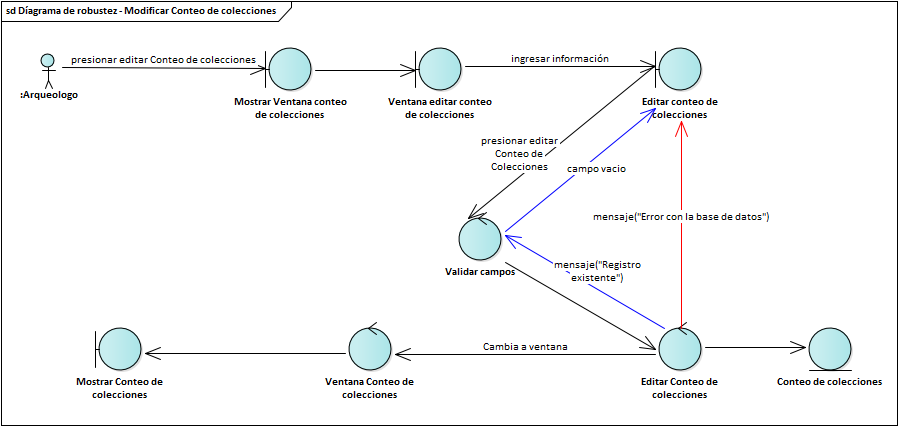 sd Díagrama de robustez - Modificar Conteo de colecciones
presionar editar Conteo de colecciones
ingresar información
:Arqueologo
Mostrar Ventana conteo
de colecciones
Ventana editar conteo
de colecciones
Editar conteo de
colecciones
presionar editar
Conteo de
Colecciones
campo vacio
mensaje("Error con la base de datos")
Validar campos
mensaje("Registro
existente")
Cambia a ventana
Mostrar Conteo de
colecciones
Ventana Conteo de
colecciones
Editar Conteo de
colecciones
Conteo de colecciones